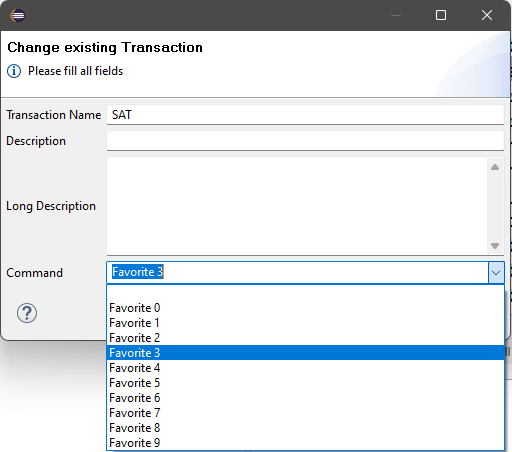 Change existing Transaction
Please fill all fields
Transaction Name SAT
Description
Long Description
Command Favorite 3
Favorite 0
Favorite 1
Favorite 2
Favorite 3
Favorite 4
Favorite 5
Favorite 6
Favorite 7
Favorite 8
Favorite 9